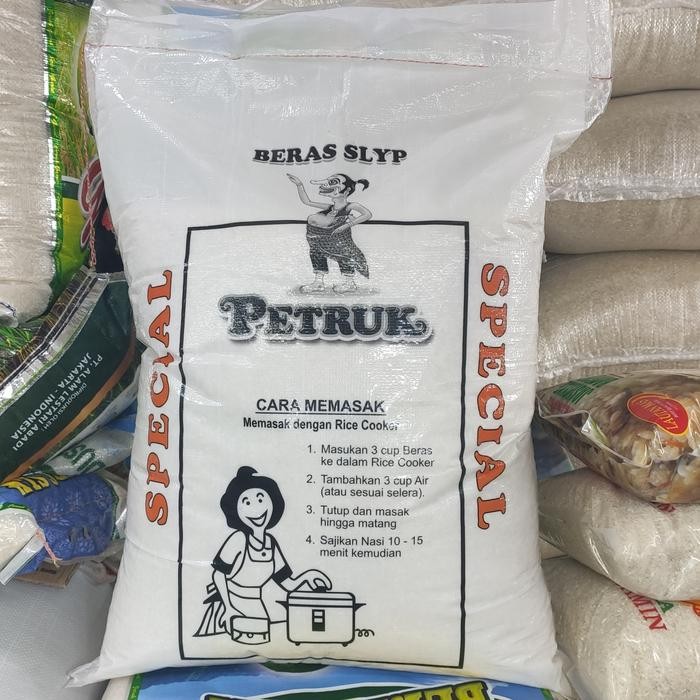 BERAS SLYP
PETRUK
SPECIAL
SPECIAL
CARA MEMASAK
Memasak dengan Rice Cooker
1. Masukan 3 cup Beras
ke dalam Rice Cooker
2. Tambahkan 3 cup Air
(atau sesuai selera).
3. Tutup dan masak
hingga matang
4. Sajikan Nasi 10 - 15
menit kemudian
DIPRODUKSI OLEH:
PT. ALAM LESTARI ABADI
JAKARTA INDONESIA